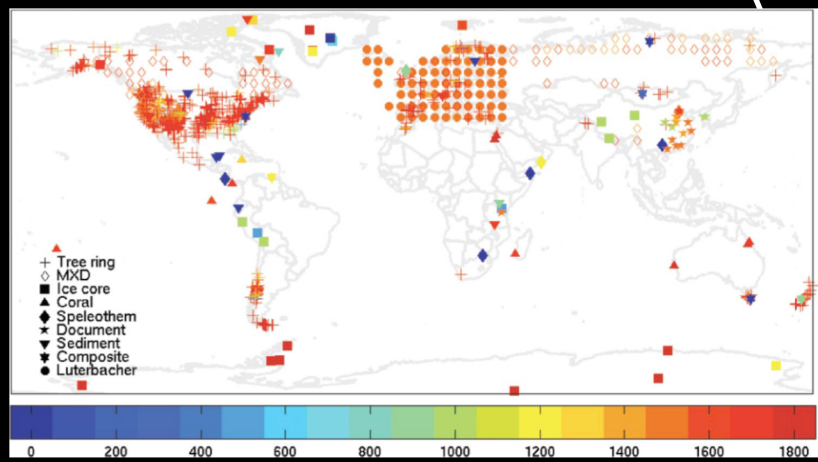 Tree ring
MXD
Ice core
Coral
Speleothem
Document
Sediment
Composite
Luterbacher
0 200 400 600 800 1000 1200 1400 1600 1800